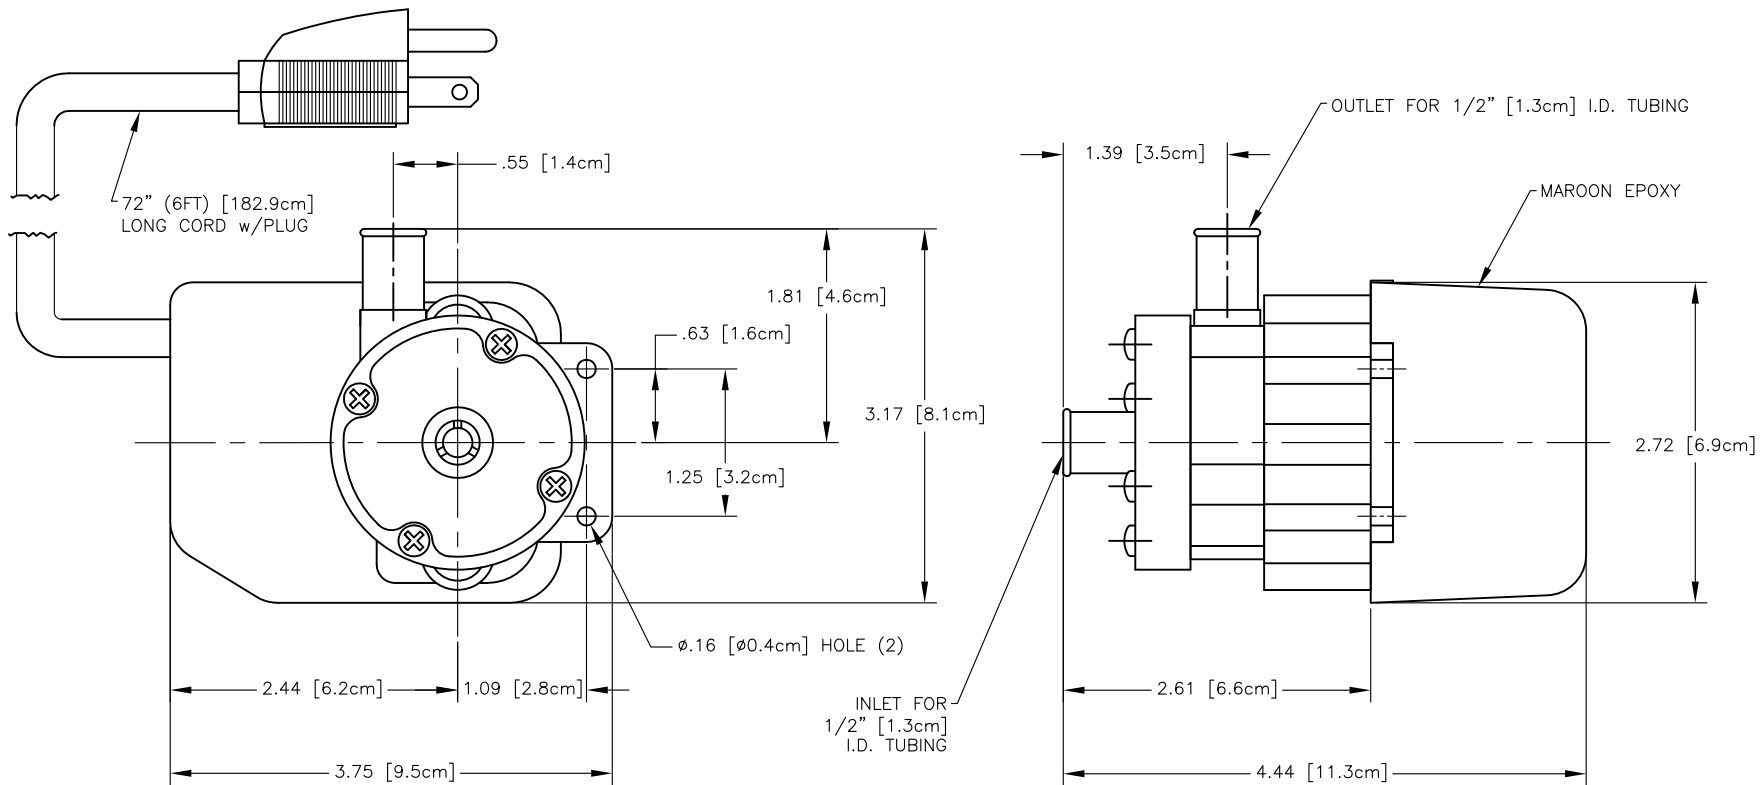 OUTLET FOR 1/2" [1.3cm] I.D. TUBING
.55 [1.4cm]
1.39 [3.5cm]
MAROON EPOXY
72" (6FT) [182.9cm]
LONG CORD w/PLUG
1.81 [4.6cm]
.63 [1.6cm]
3.17 [8.1cm]
2.72 [6.9cm]
1.25 [3.2cm]
ø.16 [ø0.4cm] HOLE (2)
2.44 [6.2cm]
1.09 [2.8cm]
2.61 [6.6cm]
INLET FOR
1/2" [1.3cm]
I.D. TUBING
3.75 [9.5cm]
4.44 [11.3cm]